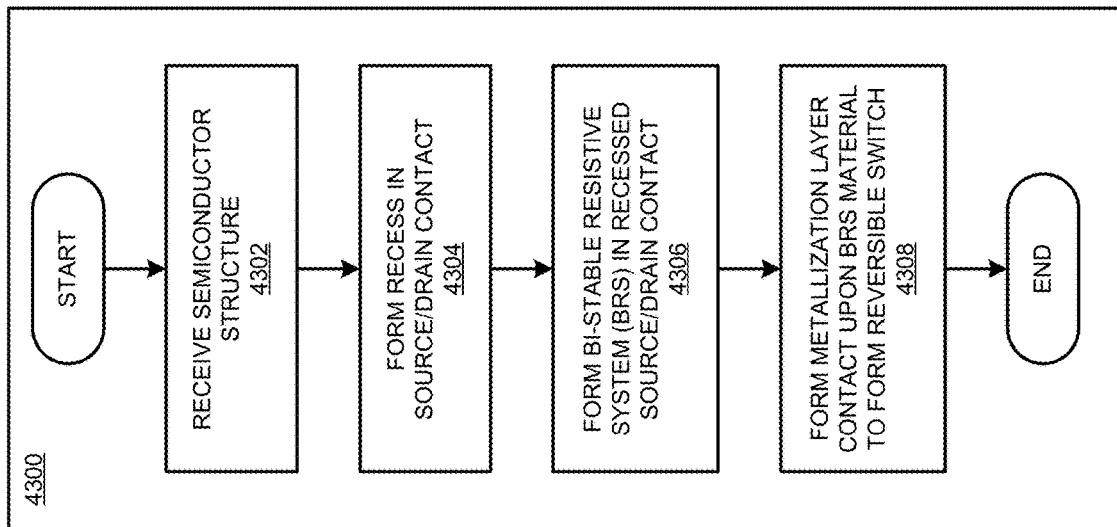 4300
START
RECEIVE SEMICONDUCTOR
STRUCTURE
4302
FORM RECESS IN
SOURCE/DRAIN CONTACT
4304
FORM BI-STABLE RESISTIVE
SYSTEM (BRS) IN RECESSED
SOURCE/DRAIN CONTACT
4306
FORM METALLIZATION LAYER
CONTACT UPON BRS MATERIAL
TO FORM REVERSIBLE SWITCH
4308
END